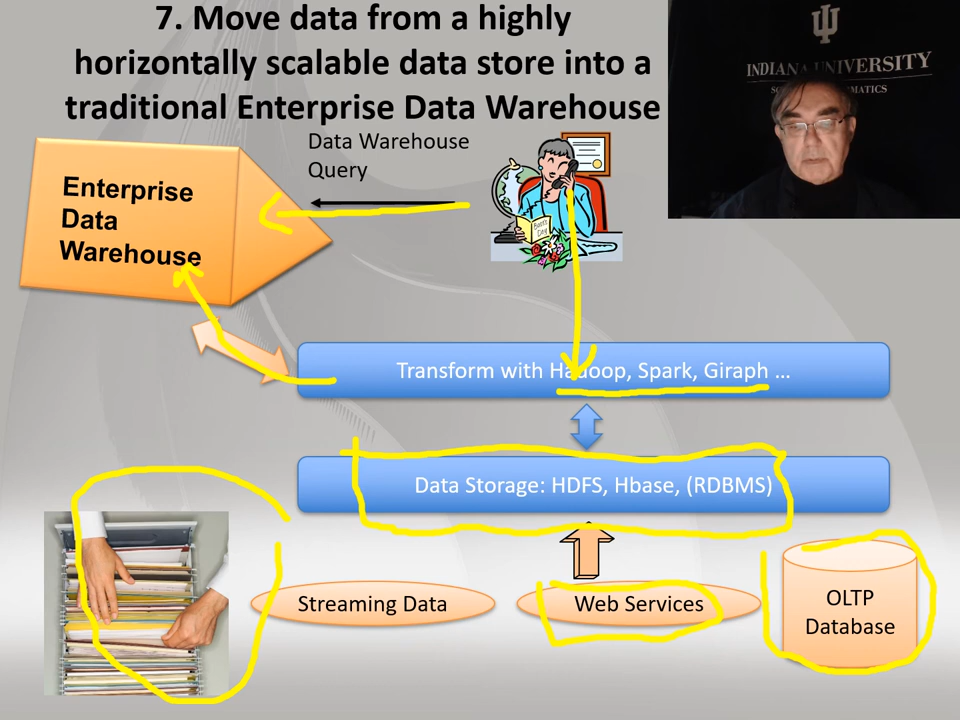 7. Move data from a highly
horizontally scalable data store into a
traditional Enterprise Data Warehouse
INDIANA UNIVERSITY
Data Warehouse
Query
Enterprise
Data
Warehouse
Transform with Hadoop, Spark, Giraph ...
Data Storage: HDFS, Hbase, (RDBMS)
Streaming Data
Web Services
OLTP
Database